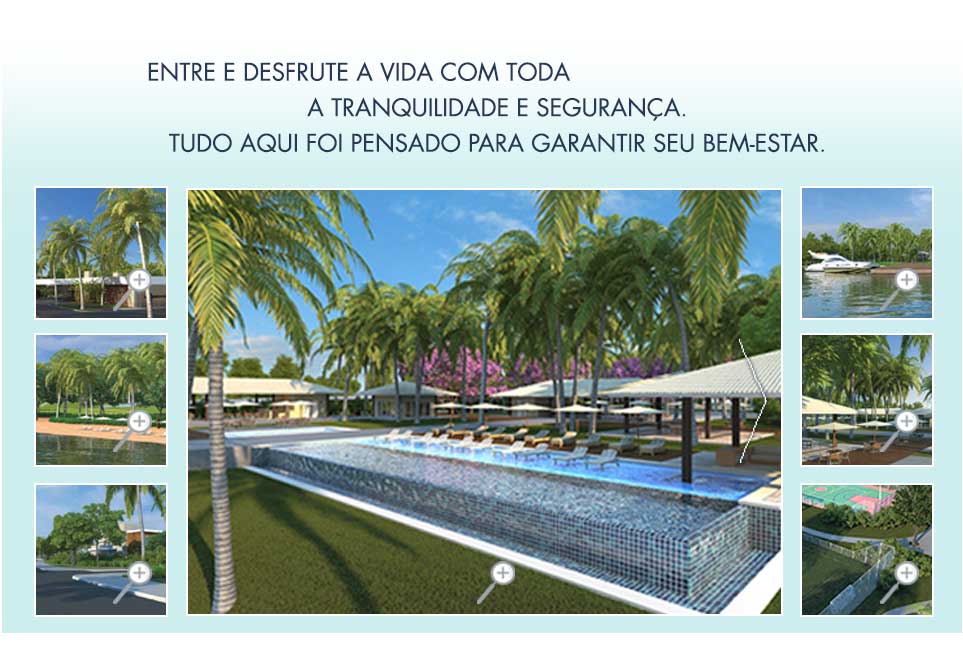 ENTRE E DESFRUTE A VIDA COM TODA
A TRANQUILIDADE E SEGURANÇA.
TUDO AQUI FOI PENSADO PARA GARANTIR SEU BEM-ESTAR.